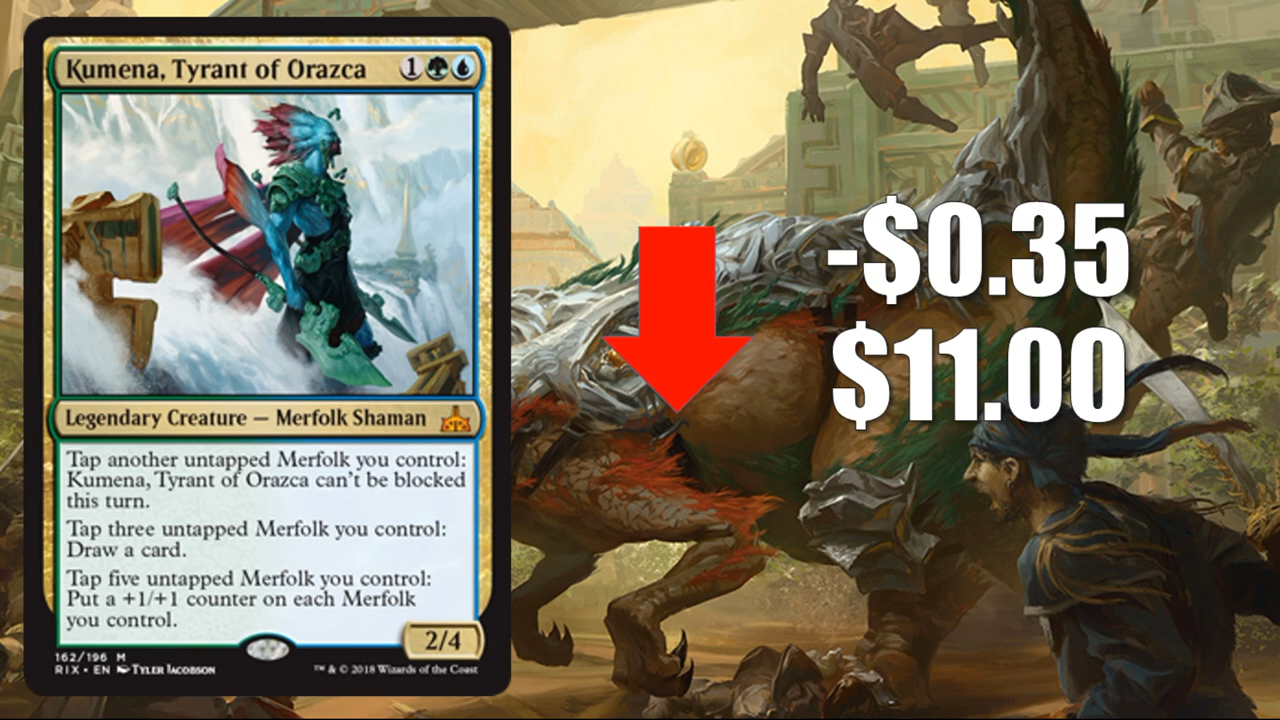 Kumena, Tyrant of Orazca 1
Legendary Creature — Merfolk Shaman
Tap another untapped Merfolk you control:
Kumena, Tyrant of Orazca can't be blocked
this turn.
Tap three untapped Merfolk you control:
Draw a card.
Tap five untapped Merfolk you control:
Put a +1/+1 counter on each Merfolk
you control.
2/4
162/196 M
RIX • EN Tyler Jacobson
™ & © 2018 Wizards of the Coast
-$0.35
$11.00